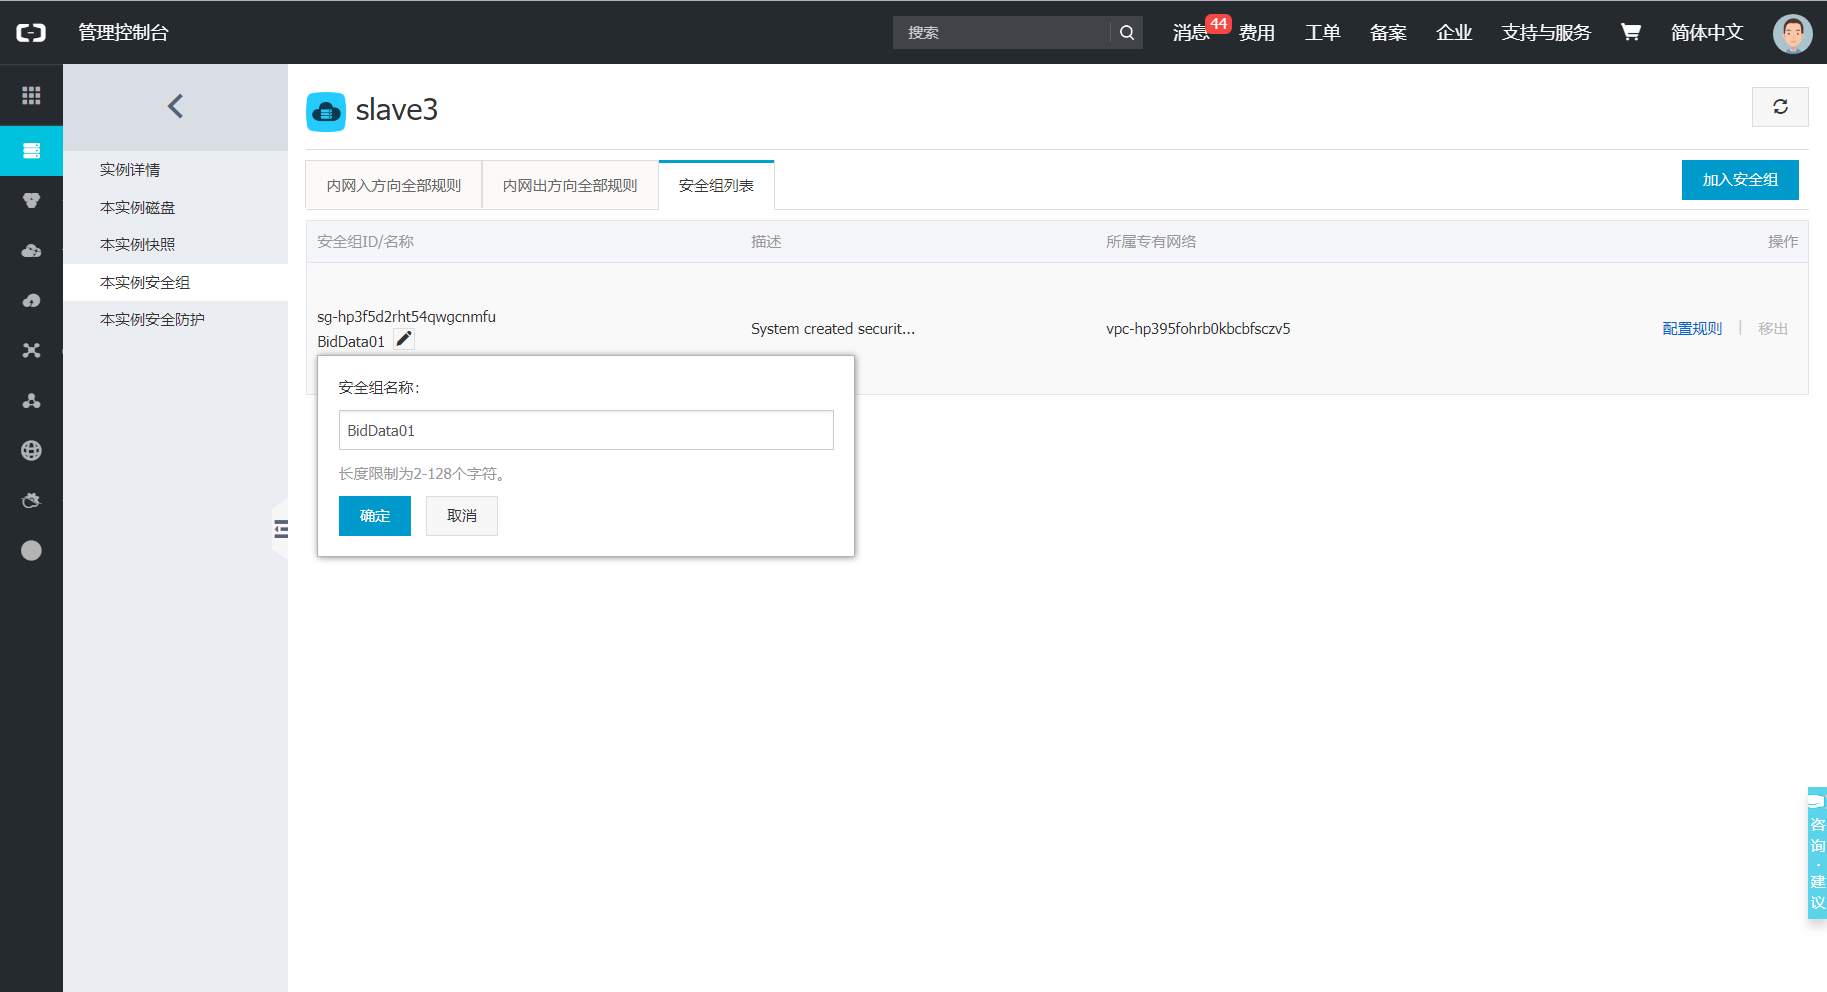 管理控制台
搜索
消息
44
费用
工单
备案
企业
支持与服务
简体中文
slave3
实例详情
本实例磁盘
本实例快照
本实例安全组
本实例安全防护
内网入方向全部规则
内网出方向全部规则
安全组列表
加入安全组
安全组ID/名称
描述
所属专有网络
操作
sg-hp3f5d2rht54qwgcnmfu
BidData01
System created securit...
vpc-hp395fohrb0kbcbfsczv5
配置规则
移出
安全组名称:
BidData01
长度限制为2-128个字符。
确定
取消
咨询·建议